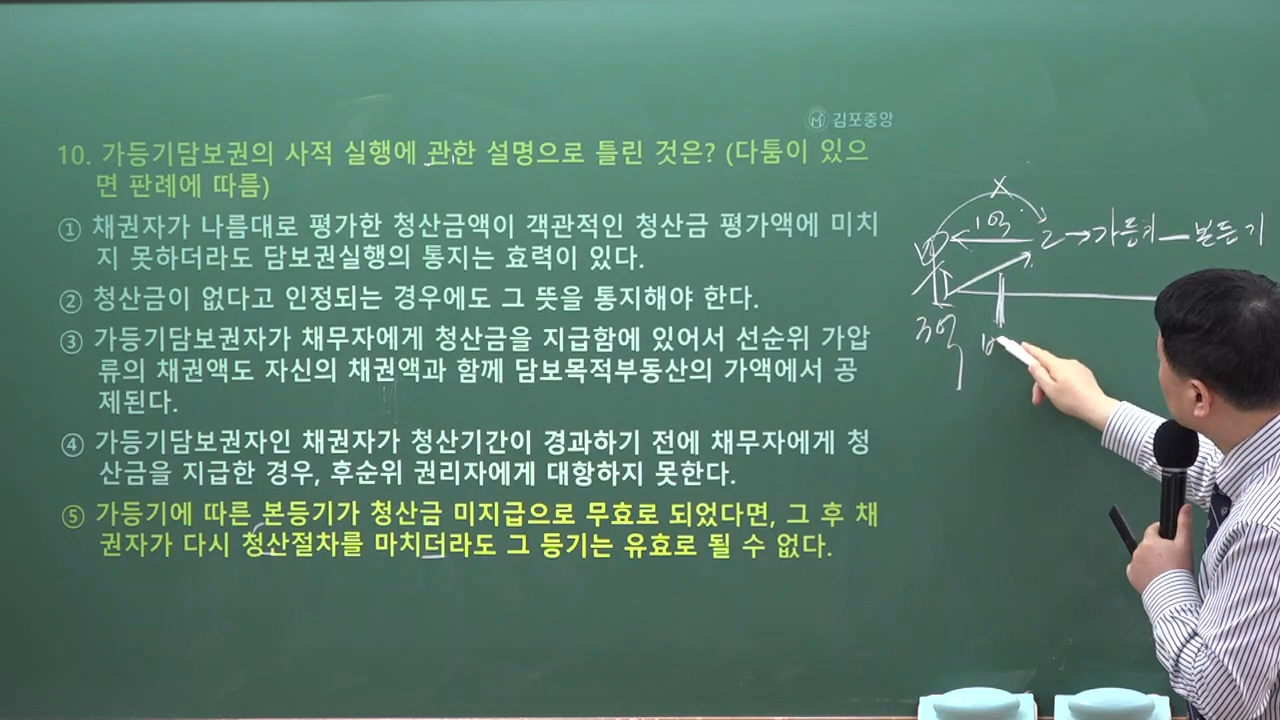 김포중앙
10. 가등기담보권의 사적 실행에 관한 설명으로 틀린 것은? (다툼이 있으
면 판례에 따름)
① 채권자가 나름대로 평가한 청산금액이 객관적인 청산금 평가액에 미치
지 못하더라도 담보권실행의 통지는 효력이 있다.
② 청산금이 없다고 인정되는 경우에도 그 뜻을 통지해야 한다.
③ 가등기담보권자가 채무자에게 청산금을 지급함에 있어서 선순위 가압
류의 채권액도 자신의 채권액과 함께 담보목적부동산의 가액에서 공
제된다.
④ 가등기담보권자인 채권자가 청산기간이 경과하기 전에 채무자에게 청
산금을 지급한 경우, 후순위 권리자에게 대항하지 못한다.
⑤ 가등기에 따른 본등기가 청산금 미지급으로 무효로 되었다면, 그 후 채
권자가 다시 청산절차를 마치더라도 그 등기는 유효로 될 수 없다.
X
1억
甲 乙 → 가등기 — 본등기
3억